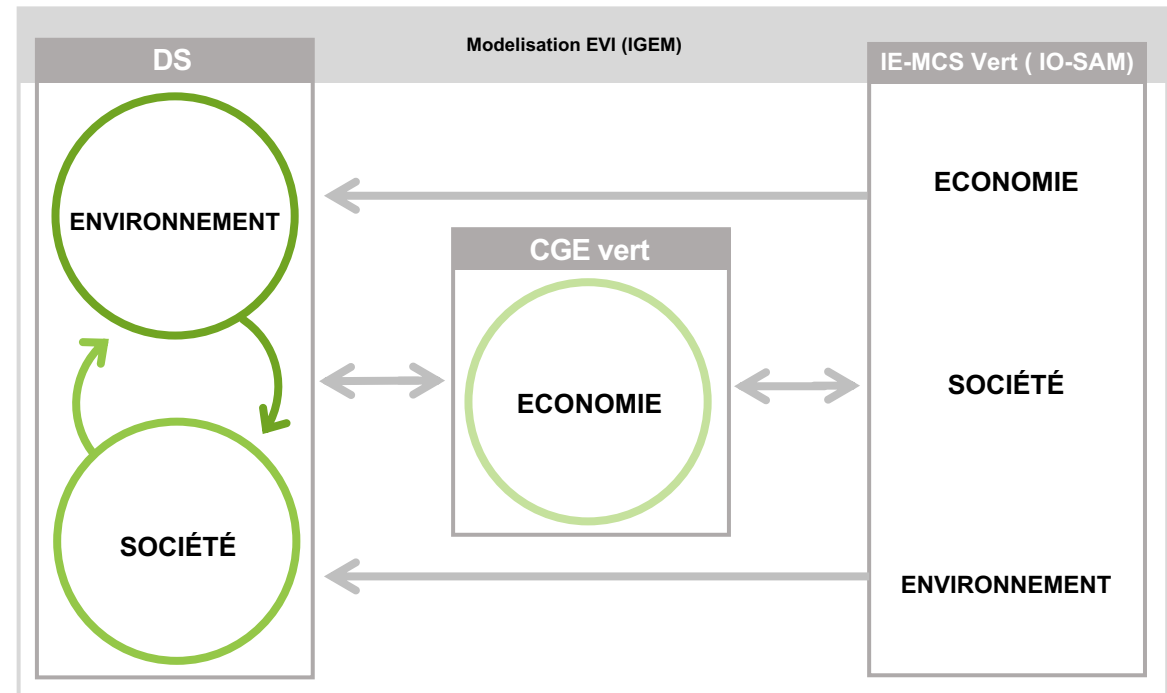 Modelisation EVI (IGEM)
DS
ENVIRONNEMENT
SOCIÉTÉ
CGE vert
ECONOMIE
IE-MCS Vert ( IO-SAM)
ECONOMIE
SOCIÉTÉ
ENVIRONNEMENT